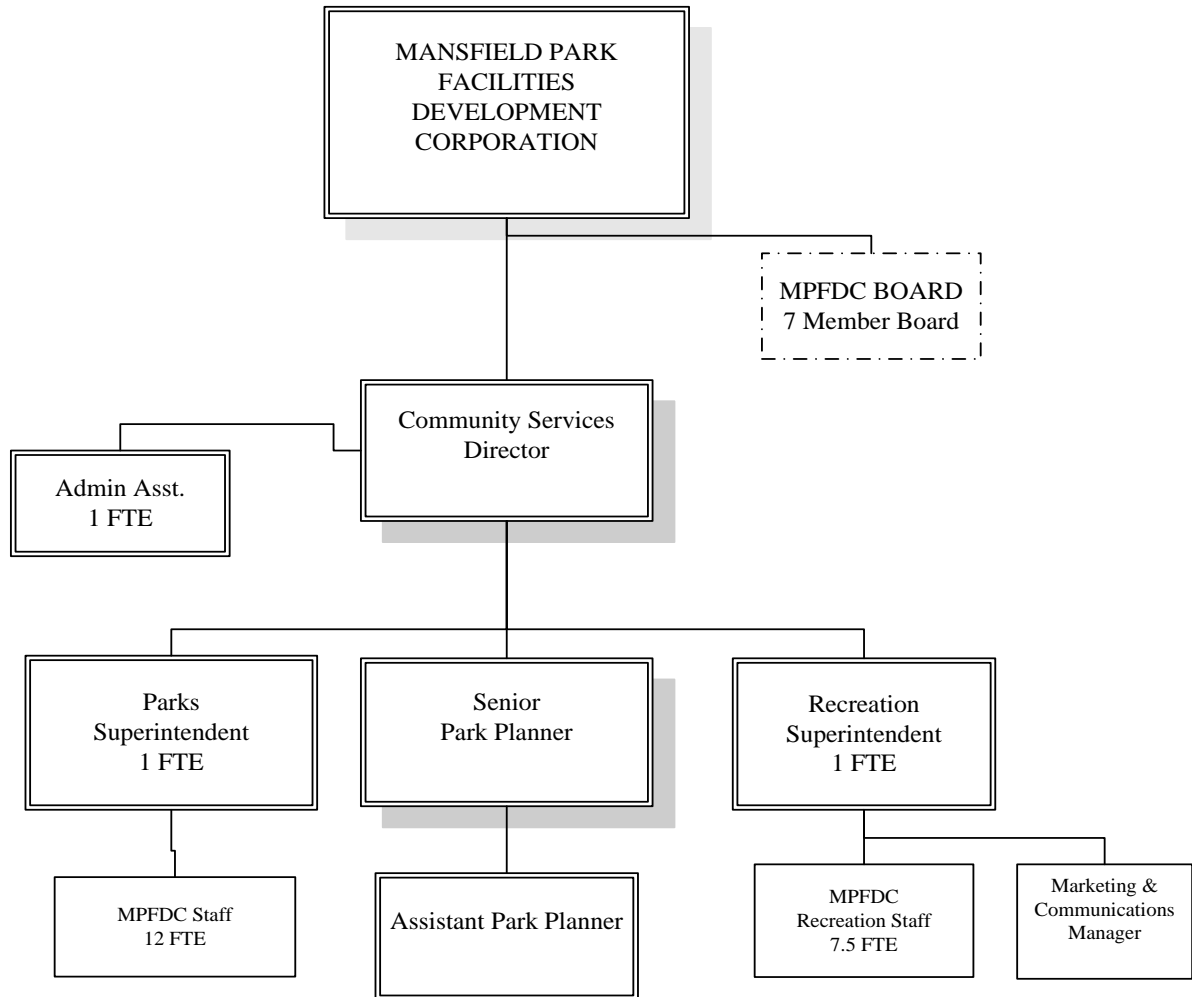 MANSFIELD PARK
FACILITIES
DEVELOPMENT
CORPORATION
MPFDC BOARD
7 Member Board
Community Services
Director
Admin Asst.
1 FTE
Parks
Superintendent
1 FTE
Senior
Park Planner
Recreation
Superintendent
1 FTE
MPFDC Staff
12 FTE
Assistant Park Planner
MPFDC
Recreation Staff
7.5 FTE
Marketing &
Communications
Manager